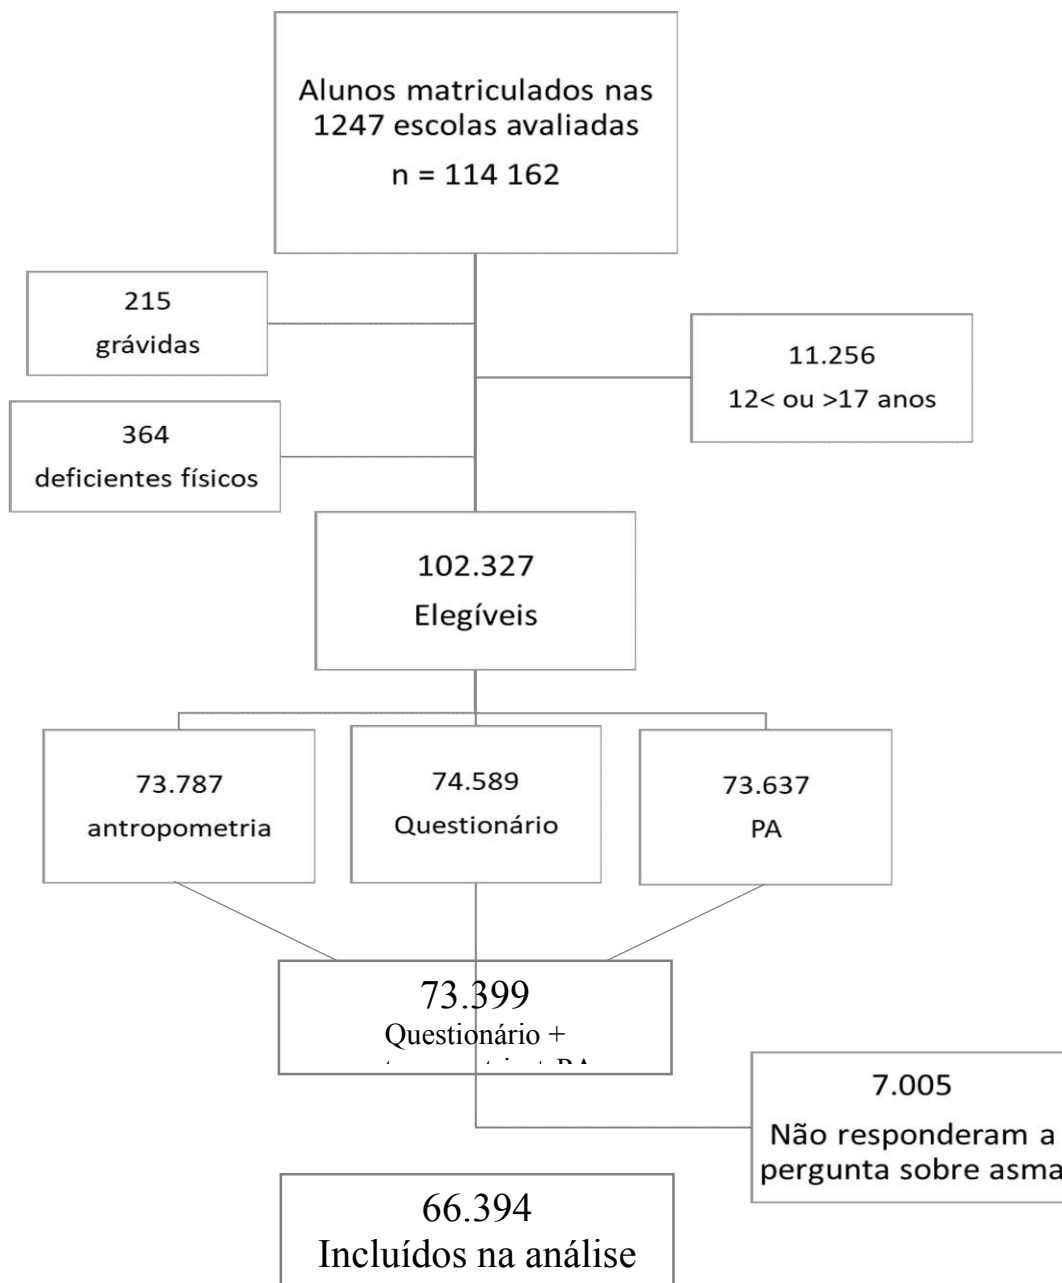 Alunos matriculados nas
1247 escolas avaliadas
n = 114 162
215
grávidas
11.256
12< ou >17 anos
364
deficientes físicos
102.327
Elegíveis
73.787
antropometria
74.589
Questionário
73.637
PA
73.399
Questionário +
7.005
Não responderam a
pergunta sobre asma
66.394
Incluídos na análise